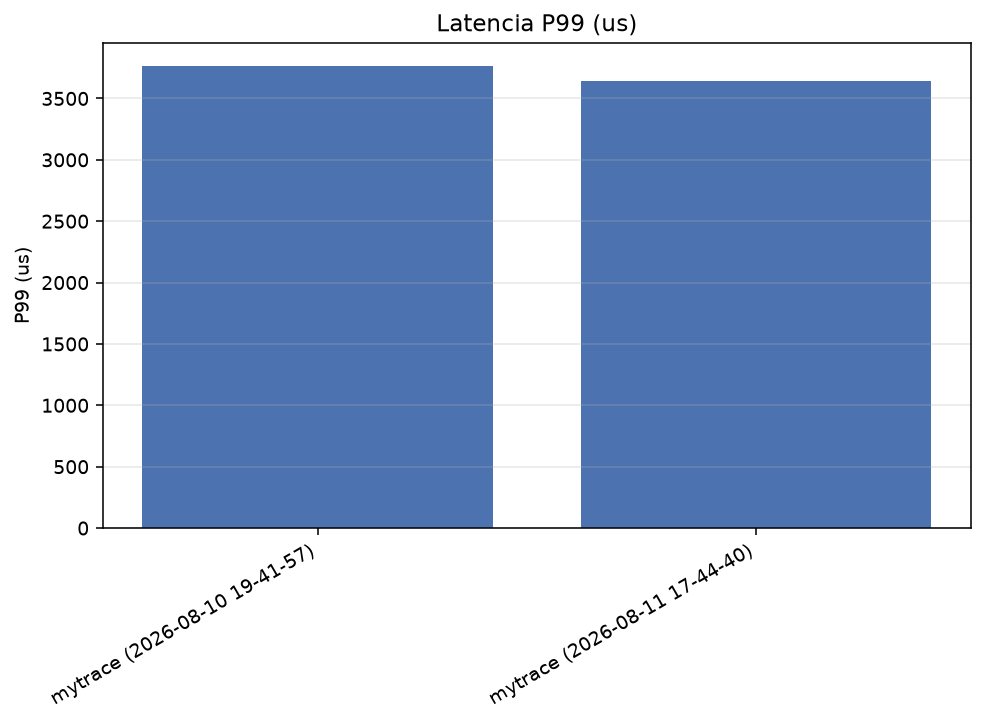 Latencia P99 (us)
P99 (us)
3500
3000
2500
2000
1500
1000
500
0
mytrace (2026-08-10 19-41-57)
mytrace (2026-08-11 17-44-40)